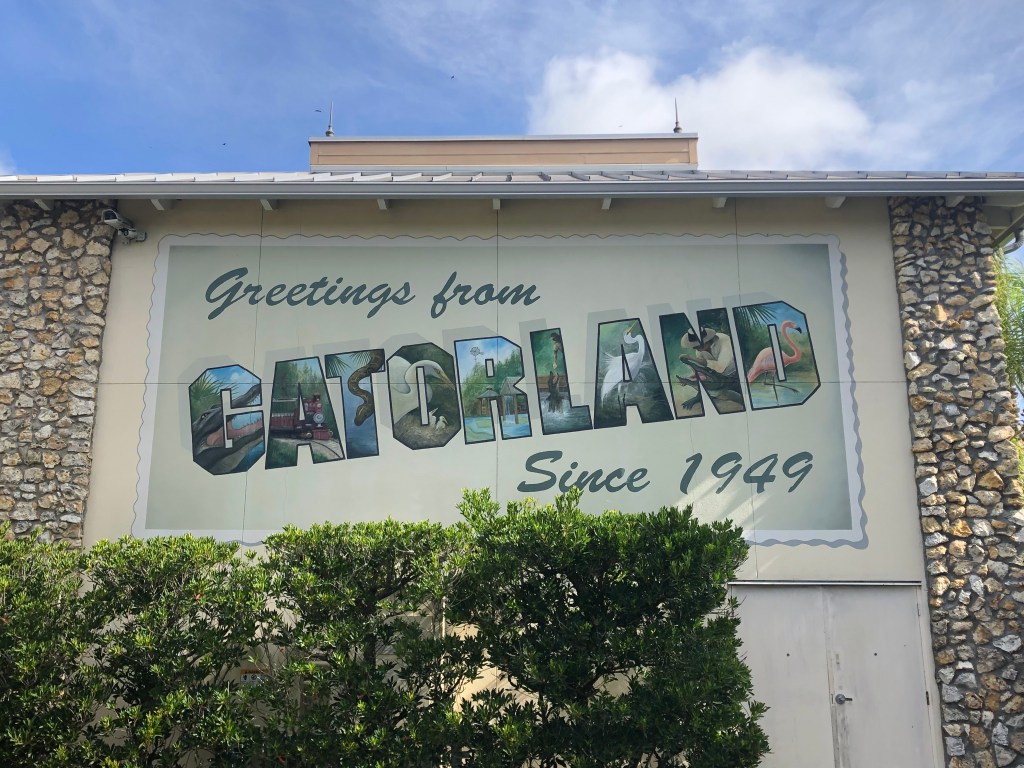 Greetings from
GATORLAND
Since 1949